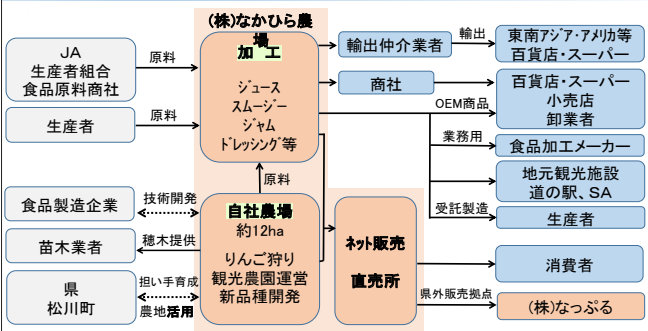 (株)なかひら農
場
加 工
ジュース
スムージー
ジャム
ドレッシング等
JA
生産者組合
食品原料商社
原料
生産者
原料
輸出仲介業者
輸出
東南アジア・アメリカ等
百貨店・スーパー
商社
百貨店・スーパー
小売店
卸業者
OEM商品
業務用
食品加工メーカー
地元観光施設
道の駅、SA
受託製造
生産者
原料
食品製造企業
技術開発
苗木業者
穂木提供
県
松川町
担い手育成
農地活用
自社農場
約12ha
りんご狩り
観光農園運営
新品種開発
ネット販売
直売所
消費者
県外販売拠点
(株)なっぷる